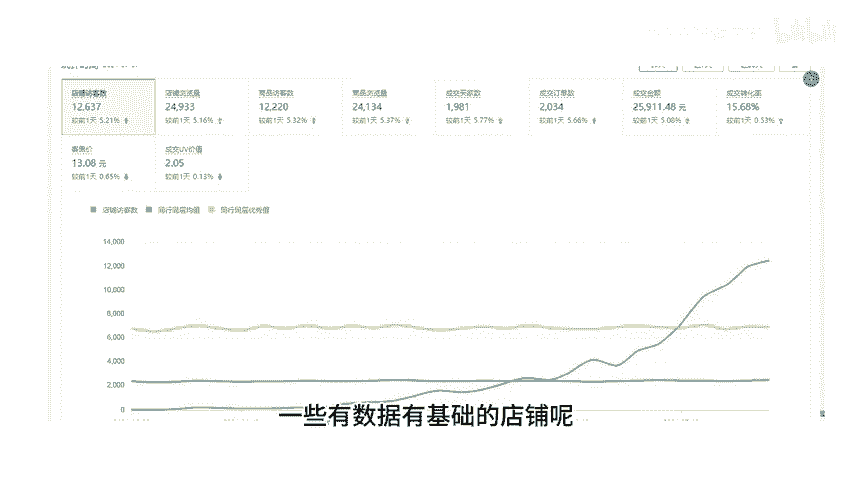 店铺访客数 店铺浏览量 商品访客数 商品浏览量 成交买家数 成交订单数 成交金额 成交转化率
12,637 24,933 12,220 24,134 1,981 2,034 25,911.48 元 15.68%
较前1天 5.21% 较前1天 5.16% 较前1天 5.32% 较前1天 5.37% 较前1天 5.77% 较前1天 5.66% 较前1天 5.08% 较前1天 0.53%
客单价 成交UV价值
13.08 元 2.05
较前1天 0.65% 较前1天 0.13%
店铺访客数 同行同层均值 同行同层优秀值
14,000
12,000
10,000
8,000
6,000
4,000
2,000
0
一些有数据有基础的店铺呢